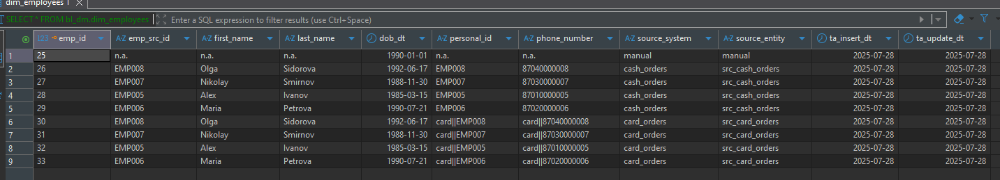 dim_employees 1 X
SELECT * FROM bl_dm.dim_employees Enter a SQL expression to filter results (use Ctrl+Space)
123 emp_id A-Z emp_src_id A-Z first_name A-Z last_name dob_dt A-Z personal_id A-Z phone_number A-Z source_system A-Z source_entity ta_insert_dt ta_update_dt
1 25 n.a. n.a. n.a. 1990-01-01 n.a. n.a. manual manual 2025-07-28 2025-07-28
2 26 EMP008 Olga Sidorova 1992-06-17 EMP008 87040000008 cash_orders src_cash_orders 2025-07-28 2025-07-28
3 27 EMP007 Nikolay Smirnov 1988-11-30 EMP007 87030000007 cash_orders src_cash_orders 2025-07-28 2025-07-28
4 28 EMP005 Alex Ivanov 1985-03-15 EMP005 87010000005 cash_orders src_cash_orders 2025-07-28 2025-07-28
5 29 EMP006 Maria Petrova 1990-07-21 EMP006 87020000006 cash_orders src_cash_orders 2025-07-28 2025-07-28
6 30 EMP008 Olga Sidorova 1992-06-17 card||EMP008 card||87040000008 card_orders src_card_orders 2025-07-28 2025-07-28
7 31 EMP007 Nikolay Smirnov 1988-11-30 card||EMP007 card||87030000007 card_orders src_card_orders 2025-07-28 2025-07-28
8 32 EMP005 Alex Ivanov 1985-03-15 card||EMP005 card||87010000005 card_orders src_card_orders 2025-07-28 2025-07-28
9 33 EMP006 Maria Petrova 1990-07-21 card||EMP006 card||87020000006 card_orders src_card_orders 2025-07-28 2025-07-28